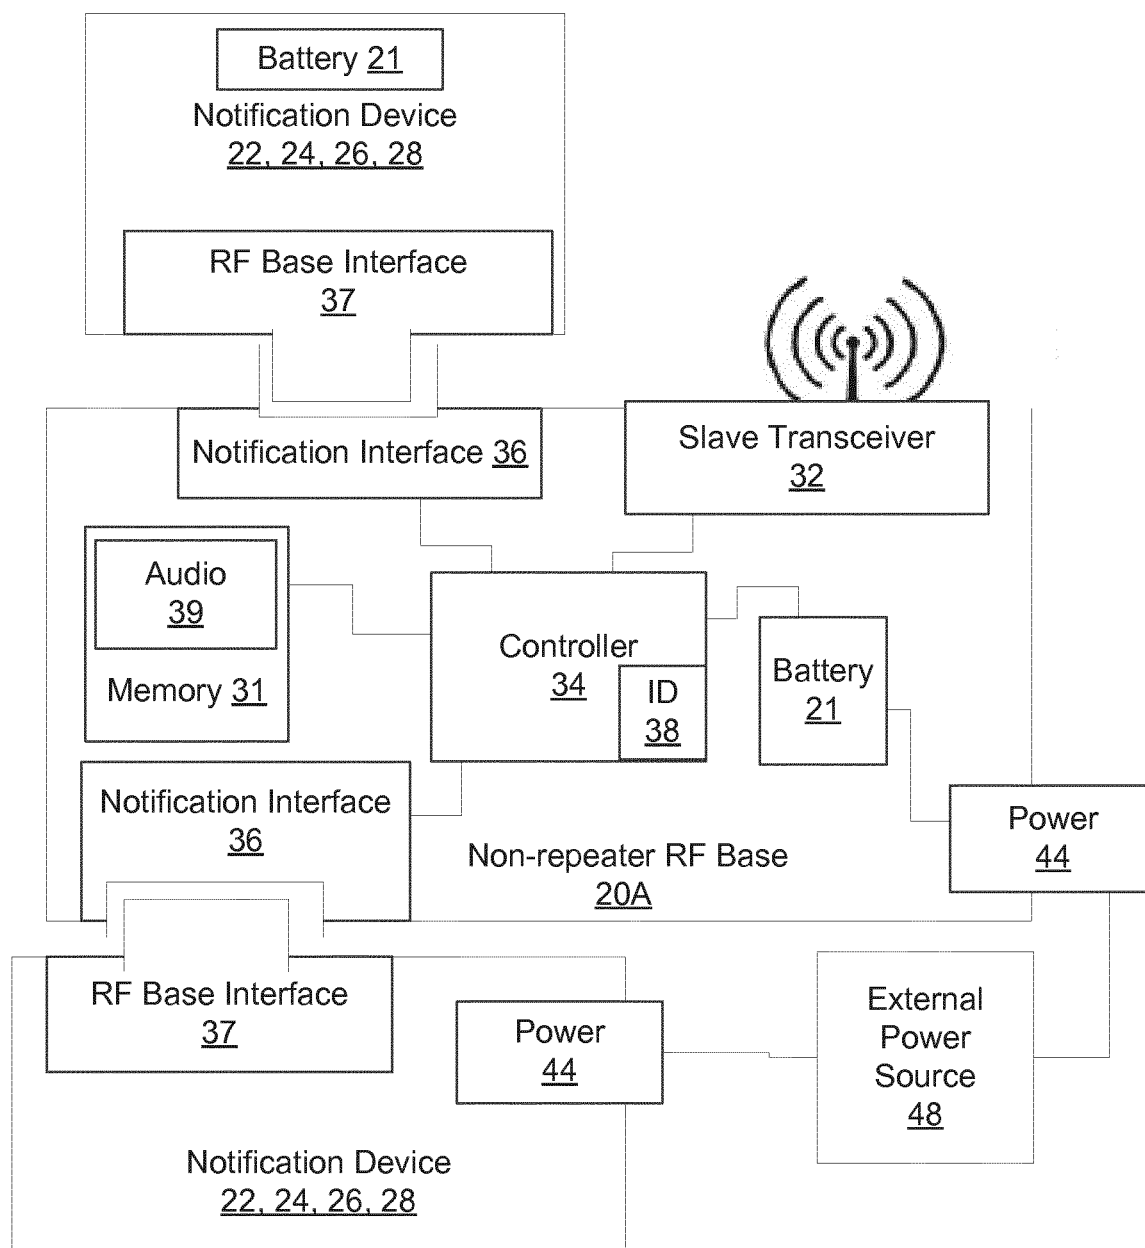 Battery 21
Notification Device
22, 24, 26, 28
RF Base Interface
37
Notification Interface 36
Slave Transceiver
32
Audio
39
Memory 31
Controller
34
ID
38
Battery
21
Notification Interface
36
Non-repeater RF Base
20A
Power
44
RF Base Interface
37
Power
44
External
Power
Source
48
Notification Device
22, 24, 26, 28